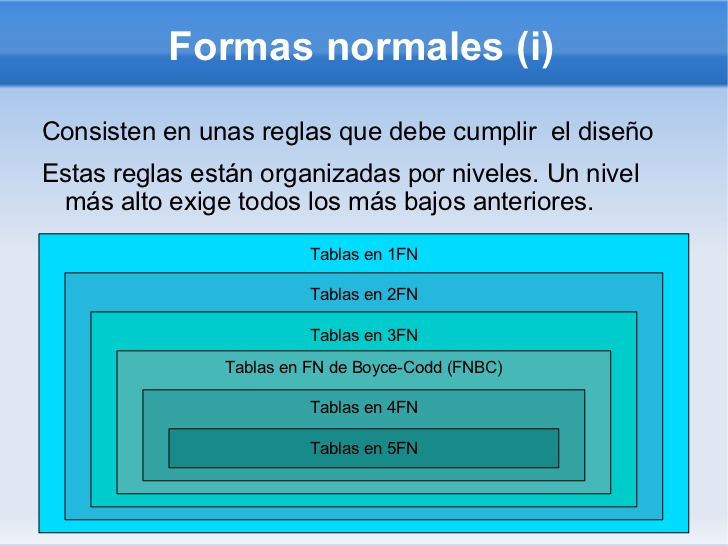 Formas normales (i)
Consisten en unas reglas que debe cumplir  el diseño
Estas reglas están organizadas por niveles. Un nivel
más alto exige todos los más bajos anteriores.
Tablas en 1FN
Tablas en 2FN
Tablas en 3FN
Tablas en FN de Boyce-Codd (FNBC)
Tablas en 4FN
Tablas en 5FN